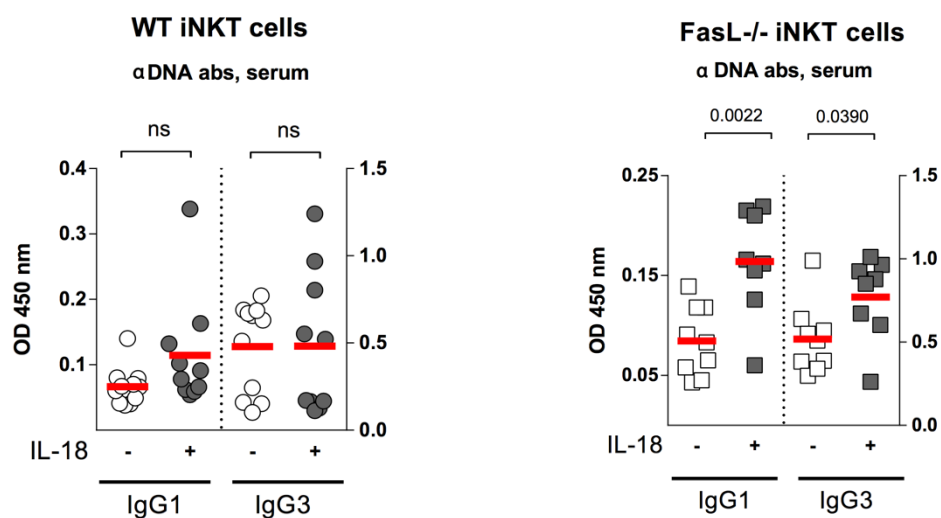 WT iNKT cells
α DNA abs, serum
ns ns
0.4 1.5
0.3
1.0
0.2
0.5
0.1
0.0
OD 450 nm
IL-18 - + - +
IgG1 IgG3
FasL-/- iNKT cells
α DNA abs, serum
0.0022 0.0390
0.25 1.5
1.0
0.15
0.5
0.05
0.0
OD 450 nm
IL-18 - + - +
IgG1 IgG3